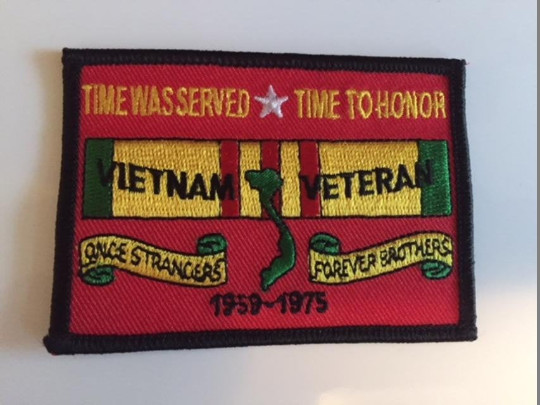 TIME WAS SERVED ★ TIME TO HONOR
VIETNAM VETERAN
ONCE STRANGERS FOREVER BROTHERS
1959-1975